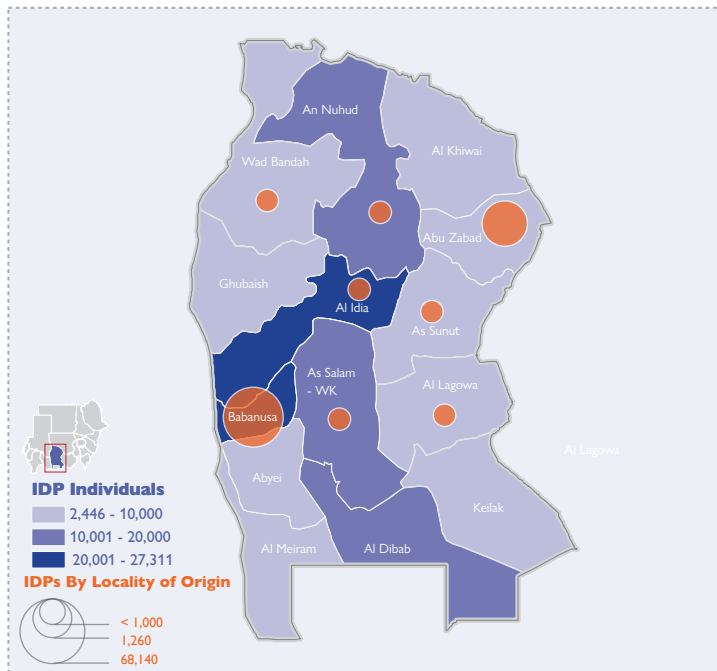 An Nuhud
Al Khiwai
Wad Bandah
Abu Zabad
Ghubaish
Al Idia
As Sunut
As Salam
- WK
Al Lagowa
Babanusa
Al Lagowa
Abyei
Keilak
Al Meiram
Al Dibab
IDP Individuals
2,446 - 10,000
10,001 - 20,000
20,001 - 27,311
IDPs By Locality of Origin
< 1,000
1,260
68,140